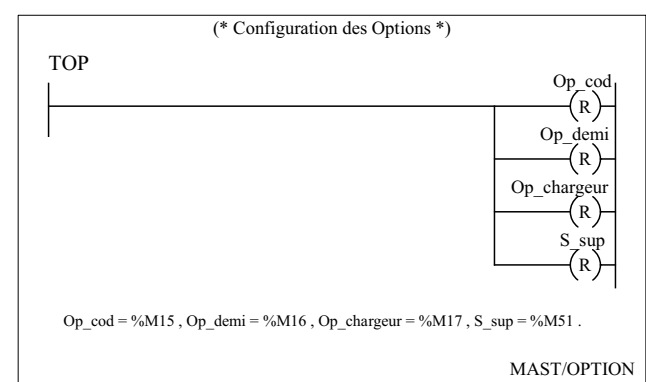 (* Configuration des Options *)
TOP
Op_cod
R
Op_demi
R
Op_chargeur
R
S_sup
R
Op_cod = %M15 , Op_demi = %M16 , Op_chargeur = %M17 , S_sup = %M51 .
MAST/OPTION